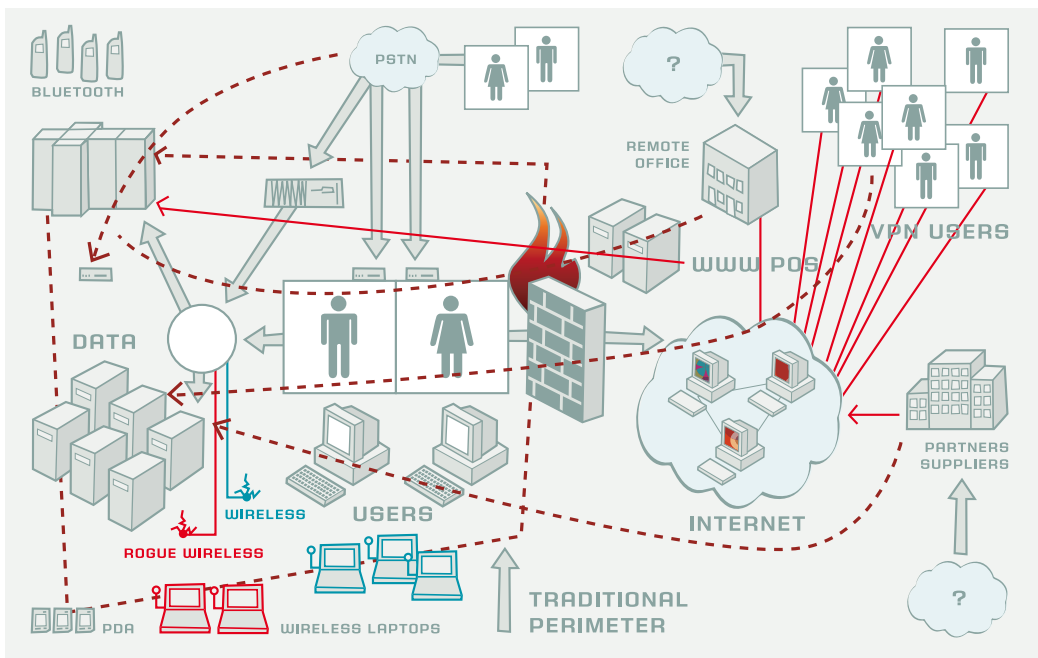 PSTN
?
BLUETOOTH
REMOTE
OFFICE
VPN USERS
WWW POS
DATA
PARTNERS
SUPPLIERS
WIRELESS
USERS
INTERNET
ROGUE WIRELESS
?
TRADITIONAL
PERIMETER
PDA
WIRELESS LAPTOPS